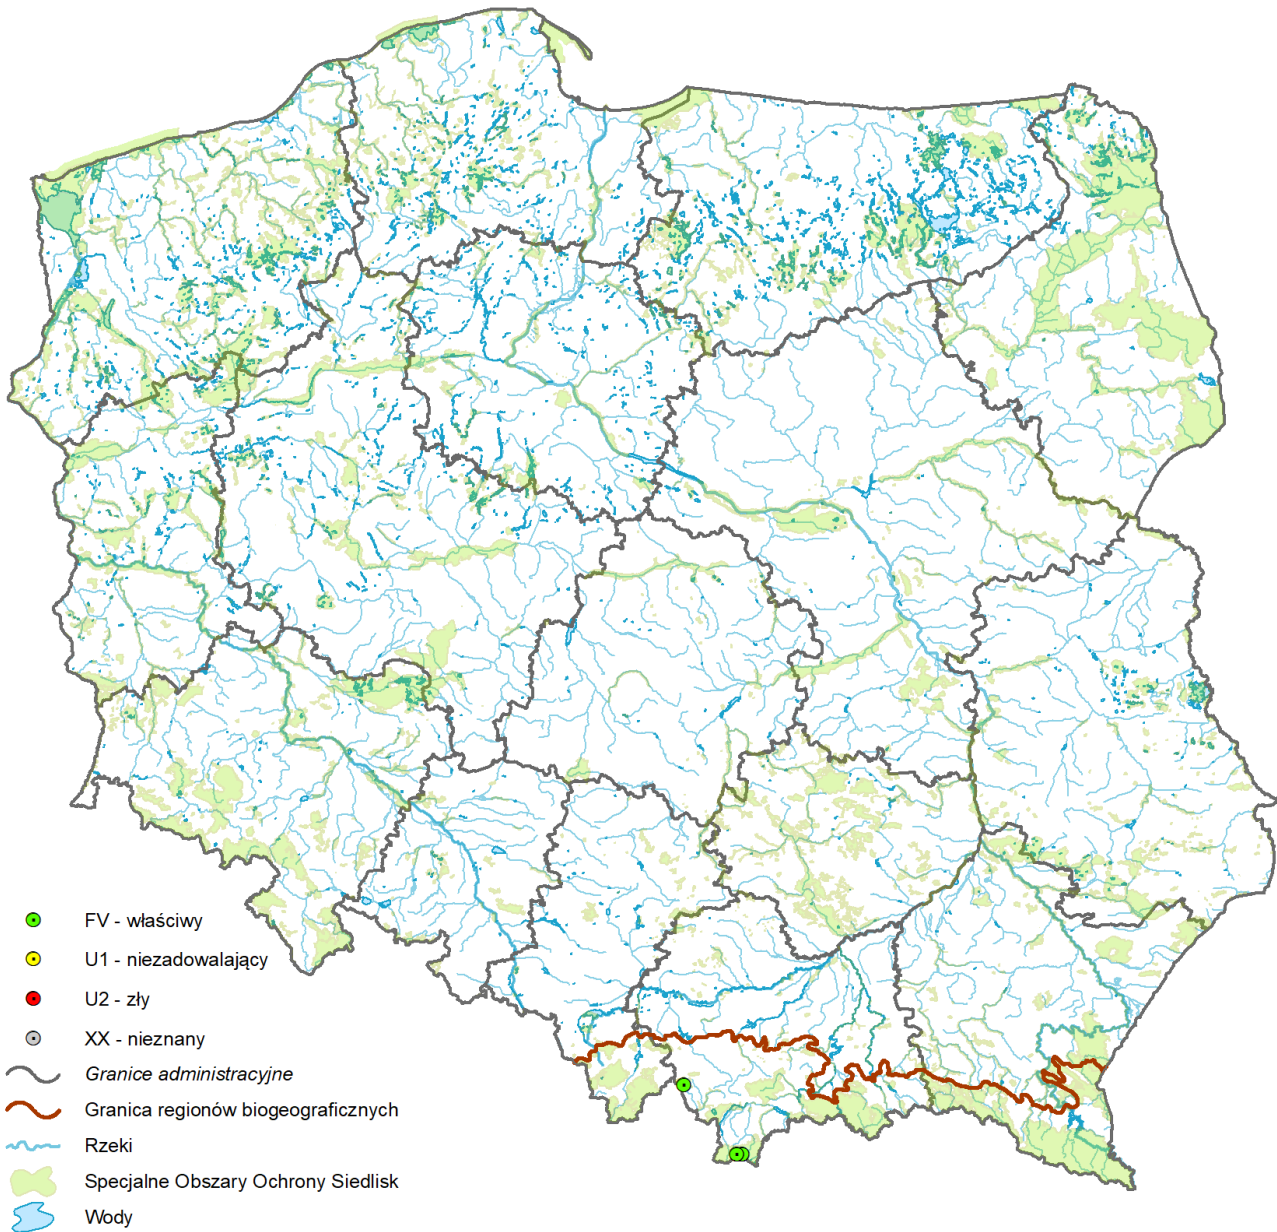 FV - właściwy
U1 - niezadowalający
U2 - zły
XX - nieznany
Granice administracyjne
Granica regionów biogeograficznych
Rzeki
Specjalne Obszary Ochrony Siedlisk
Wody